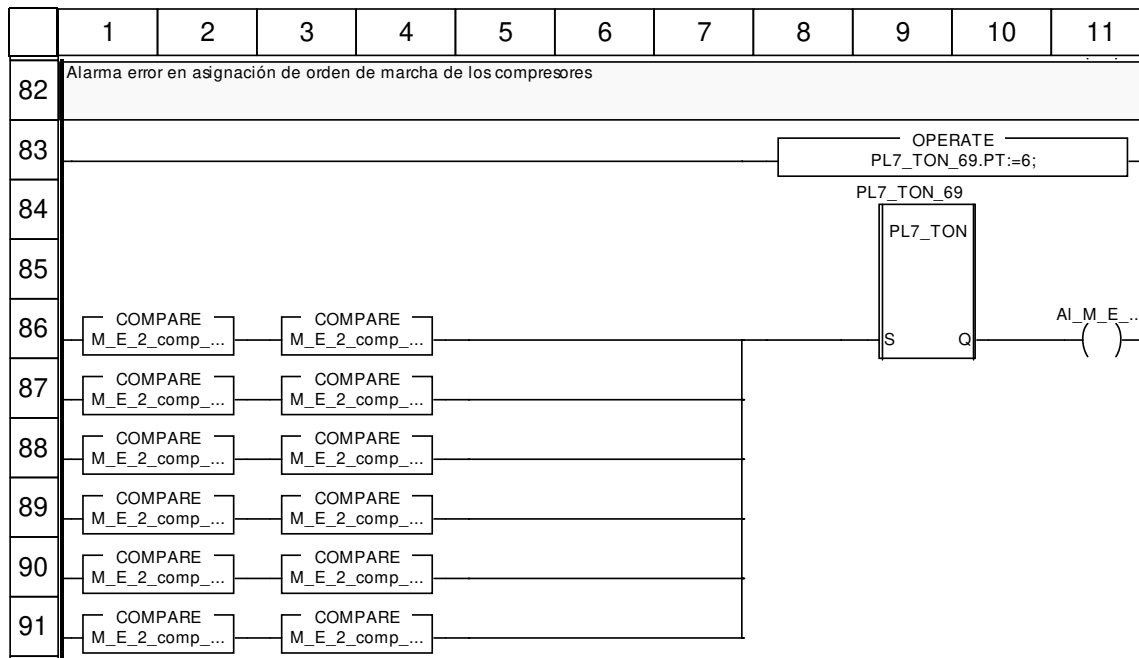 1 2 3 4 5 6 7 8 9 10 11
82 Alarma error en asignación de orden de marcha de los compresores
83 OPERATE
PL7_TON_69.PT:=6;
84 PL7_TON_69
PL7_TON
85
86 COMPARE COMPARE Al_M_E_...
M_E_2_comp_... M_E_2_comp_... S Q
87 COMPARE COMPARE
M_E_2_comp_... M_E_2_comp_...
88 COMPARE COMPARE
M_E_2_comp_... M_E_2_comp_...
89 COMPARE COMPARE
M_E_2_comp_... M_E_2_comp_...
90 COMPARE COMPARE
M_E_2_comp_... M_E_2_comp_...
91 COMPARE COMPARE
M_E_2_comp_... M_E_2_comp_...